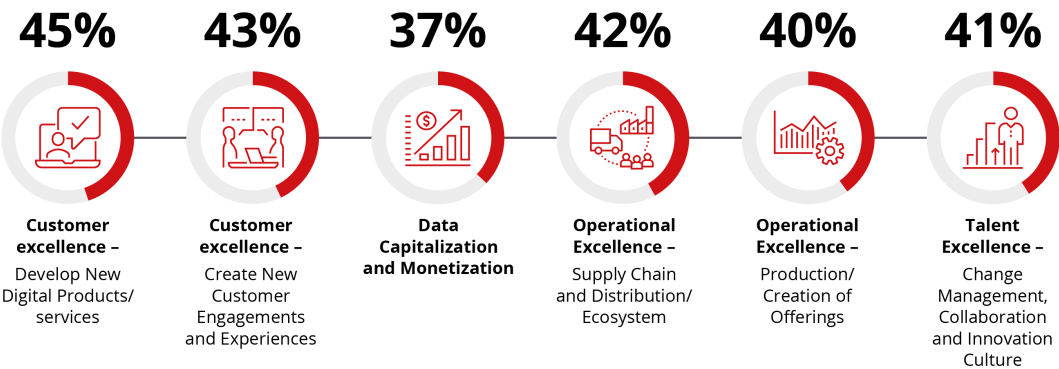 45%
Customer
excellence –
Develop New
Digital Products/
services
43%
Customer
excellence –
Create New
Customer
Engagements
and Experiences
37%
$
Data
Capitalization
and Monetization
42%
Operational
Excellence –
Supply Chain
and Distribution/
Ecosystem
40%
Operational
Excellence –
Production/
Creation of
Offerings
41%
Talent
Excellence –
Change
Management,
Collaboration
and Innovation
Culture